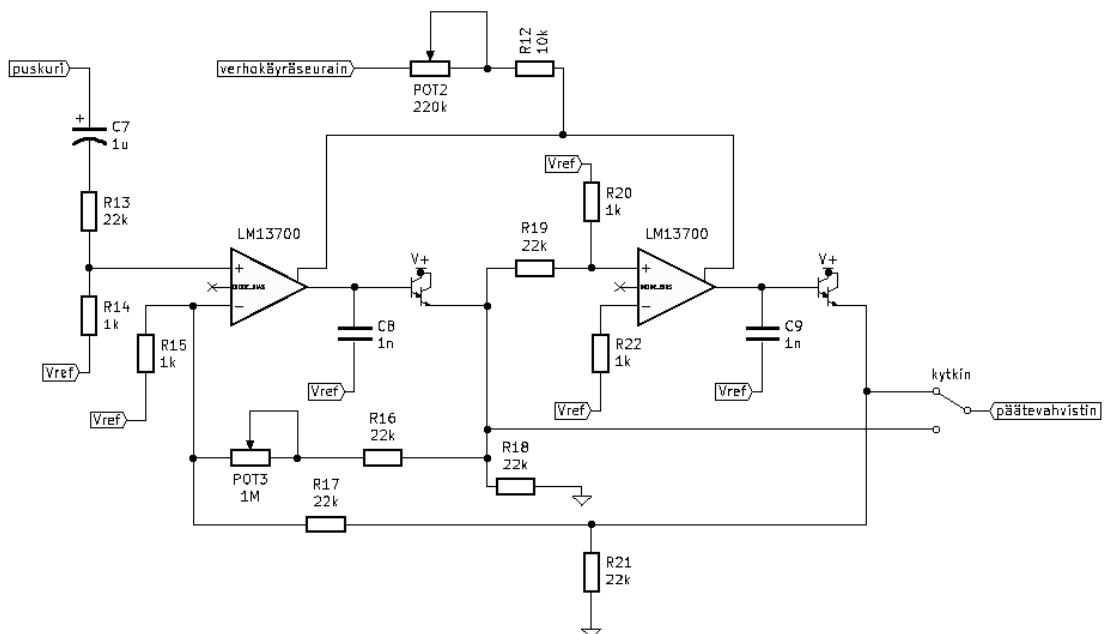 puskuri
verhokäyräseurain
POT2
220k
R12
10k
+
C7
1u
R13
22k
R14
1k
Vref
R15
1k
Vref
LM13700
+
DIODE_BIAS
−
V+
C8
1n
Vref
Vref
R20
1k
R19
22k
LM13700
+
DIODE_BIAS
−
R22
1k
Vref
V+
C9
1n
Vref
kytkin
päätevahvistin
POT3
1M
R16
22k
R17
22k
R18
22k
R21
22k